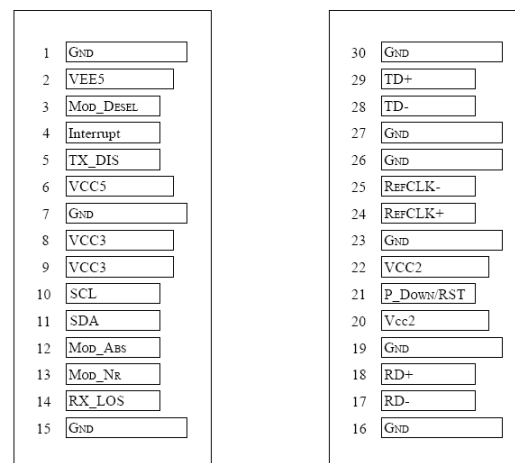 1 GND
2 VEE5
3 MOD_DESEL
4 Interrupt
5 TX_DIS
6 VCC5
7 GND
8 VCC3
9 VCC3
10 SCL
11 SDA
12 MOD_ABS
13 MOD_NR
14 RX_LOS
15 GND
30 GND
29 TD+
28 TD-
27 GND
26 GND
25 REFCLK-
24 REFCLK+
23 GND
22 VCC2
21 P_DOWN/RST
20 Vcc2
19 GND
18 RD+
17 RD-
16 GND